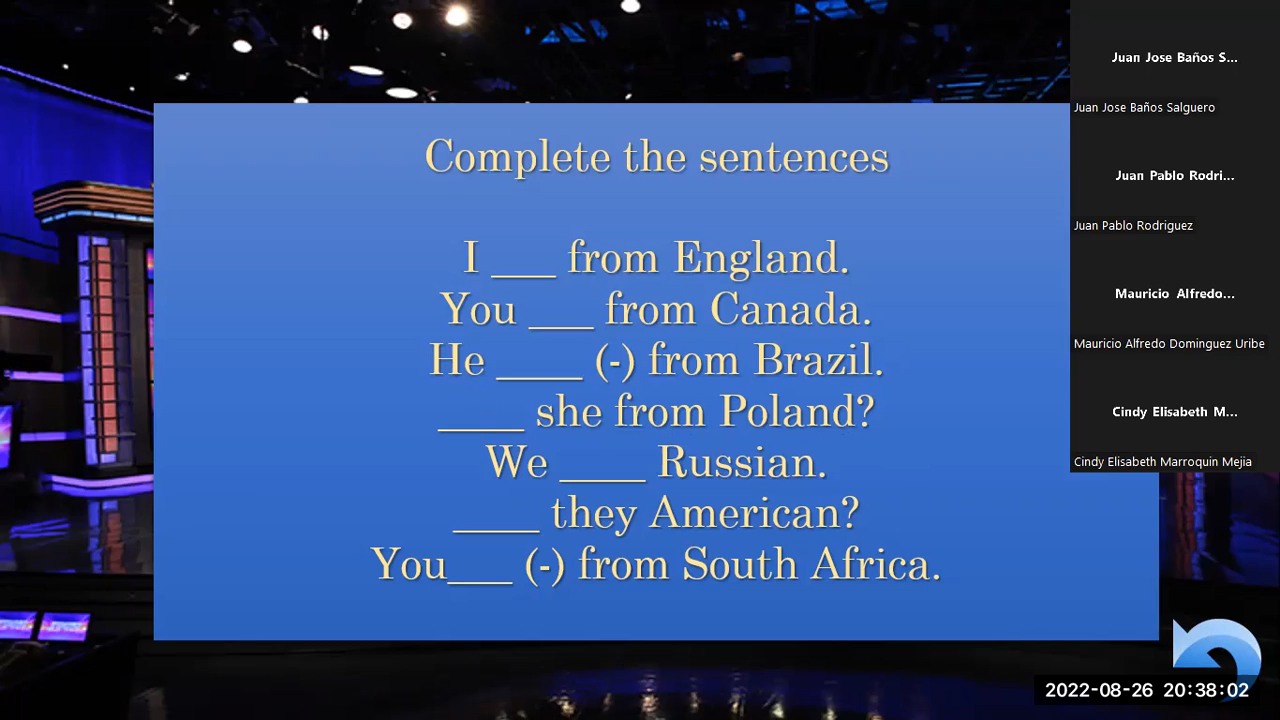 Complete the sentences
I ___ from England.
You ___ from Canada.
He ____ (-) from Brazil.
____ she from Poland?
We ____ Russian.
____ they American?
You___ (-) from South Africa.
Juan Jose Baños S...
Juan Jose Baños Salguero
Juan Pablo Rodri...
Juan Pablo Rodriguez
Mauricio Alfredo...
Mauricio Alfredo Dominguez Uribe
Cindy Elisabeth M...
Cindy Elisabeth Marroquin Mejia
2022-08-26 20:38:02